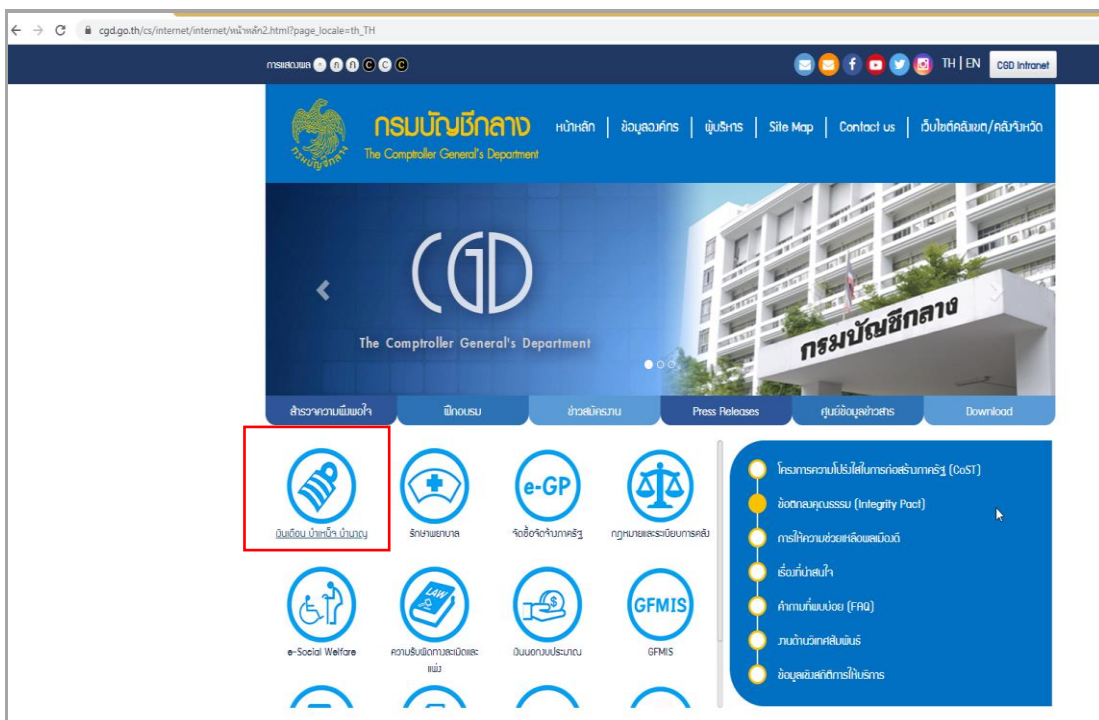 cgd.go.th/cs/internet/internet/หน้าหลัก2.html?page_locale=th_TH
การแสดงผล ก ก ก C C C
TH | EN CGD Intranet
กรมบัญชีกลาง
The Comptroller General's Department
หน้าหลัก | ข้อมูลองค์กร | ผู้บริหาร | Site Map | Contact us | เว็บไซต์คลังเขต/คลังจังหวัด
กรมบัญชีกลาง
CGD
The Comptroller General's Department
กรมบัญชีกลาง
สำรวจความพึงพอใจ ฝึกอบรม ข่าวสมัครงาน Press Releases ศูนย์ข้อมูลข่าวสาร Download
e-GP
เงินเดือน บำเหน็จ บำนาญ รักษาพยาบาล จัดซื้อจัดจ้างภาครัฐ กฎหมายและระเบียบการคลัง
LAW
GFMIS
e-Social Welfare ความรับผิดทางละเมิดและแพ่ง เงินนอกงบประมาณ GFMIS
โครงการความโปร่งใสในการก่อสร้างภาครัฐ (CoST)
ข้อตกลงคุณธรรม (Integrity Pact)
การให้ความช่วยเหลือพลเมืองดี
เรื่องที่น่าสนใจ
คำถามที่พบบ่อย (FAQ)
งานด้านวิเทศสัมพันธ์
ข้อมูลเชิงสถิติการให้บริการ